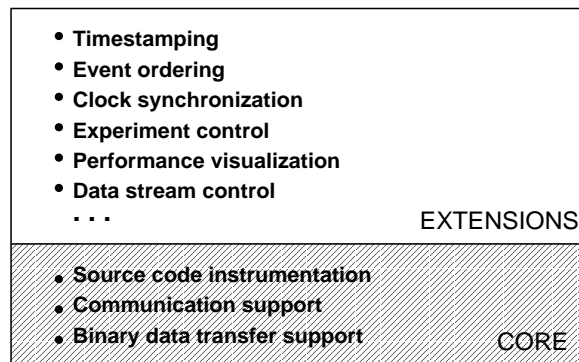 • Timestamping
• Event ordering
• Clock synchronization
• Experiment control
• Performance visualization
• Data stream control
. . .
EXTENSIONS
• Source code instrumentation
• Communication support
• Binary data transfer support
CORE